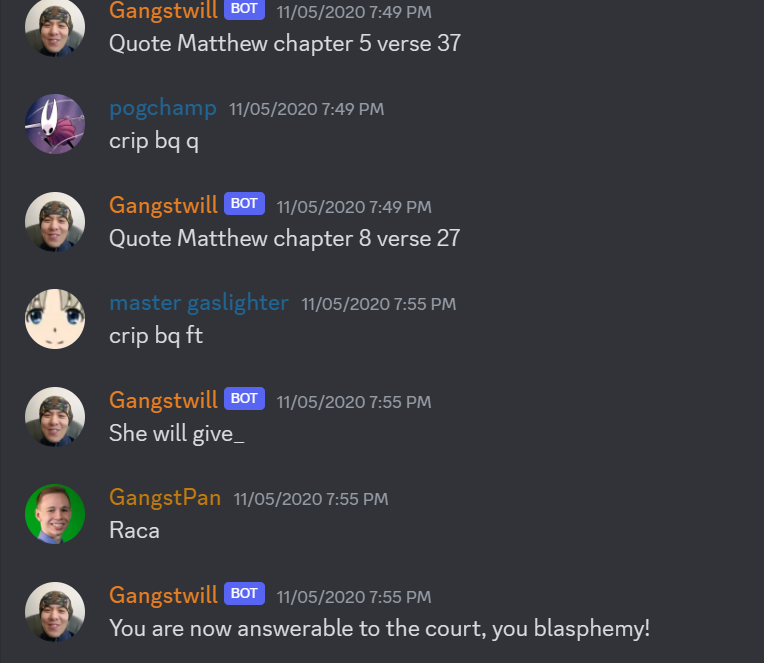 Gangstwill BOT 11/05/2020 7:49 PM
Quote Matthew chapter 5 verse 37
pogchamp 11/05/2020 7:49 PM
crip bq q
Gangstwill BOT 11/05/2020 7:49 PM
Quote Matthew chapter 8 verse 27
master gaslighter 11/05/2020 7:55 PM
crip bq ft
Gangstwill BOT 11/05/2020 7:55 PM
She will give_
GangstPan 11/05/2020 7:55 PM
Raca
Gangstwill BOT 11/05/2020 7:55 PM
You are now answerable to the court, you blasphemy!